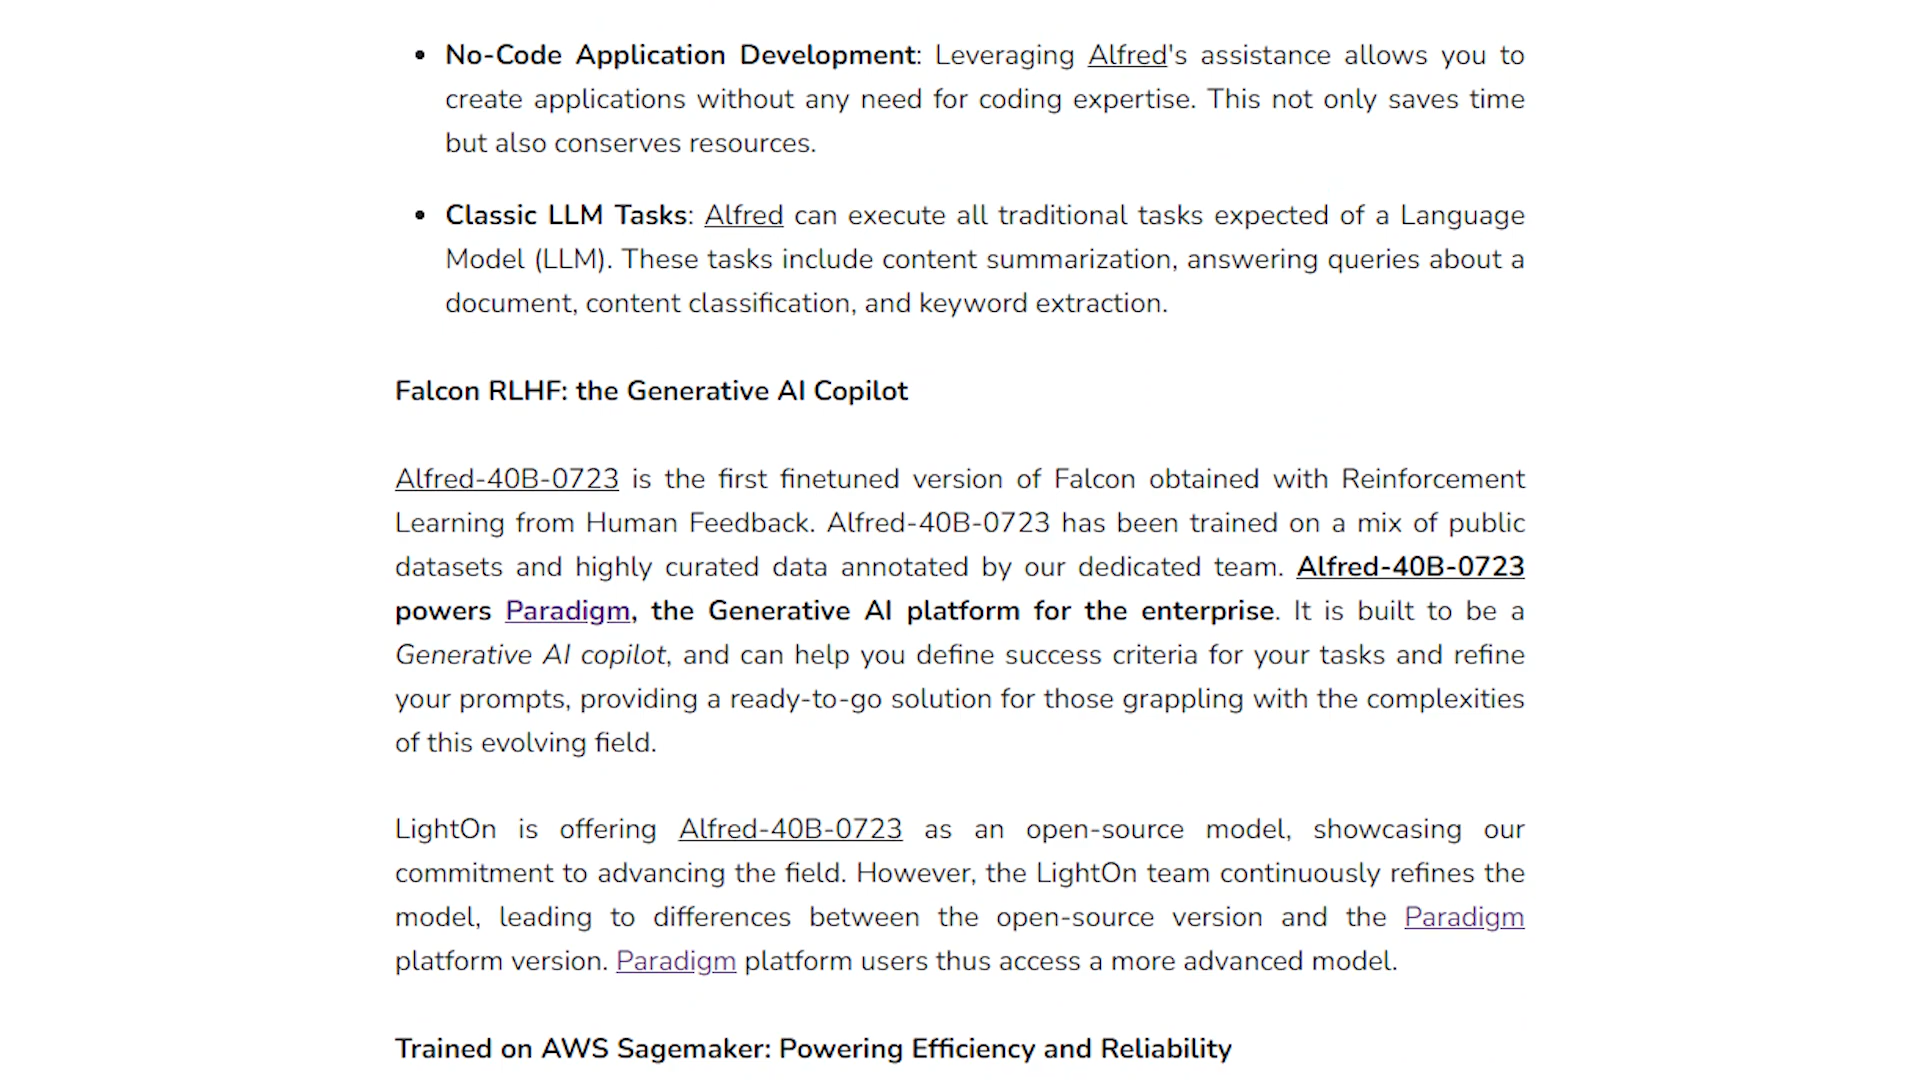 • No-Code Application Development: Leveraging Alfred's assistance allows you to
create applications without any need for coding expertise. This not only saves time
but also conserves resources.
• Classic LLM Tasks: Alfred can execute all traditional tasks expected of a Language
Model (LLM). These tasks include content summarization, answering queries about a
document, content classification, and keyword extraction.
Falcon RLHF: the Generative AI Copilot
Alfred-40B-0723 is the first finetuned version of Falcon obtained with Reinforcement
Learning from Human Feedback. Alfred-40B-0723 has been trained on a mix of public
datasets and highly curated data annotated by our dedicated team. Alfred-40B-0723
powers Paradigm, the Generative AI platform for the enterprise. It is built to be a
Generative AI copilot, and can help you define success criteria for your tasks and refine
your prompts, providing a ready-to-go solution for those grappling with the complexities
of this evolving field.
LightOn is offering Alfred-40B-0723 as an open-source model, showcasing our
commitment to advancing the field. However, the LightOn team continuously refines the
model, leading to differences between the open-source version and the Paradigm
platform version. Paradigm platform users thus access a more advanced model.
Trained on AWS Sagemaker: Powering Efficiency and Reliability